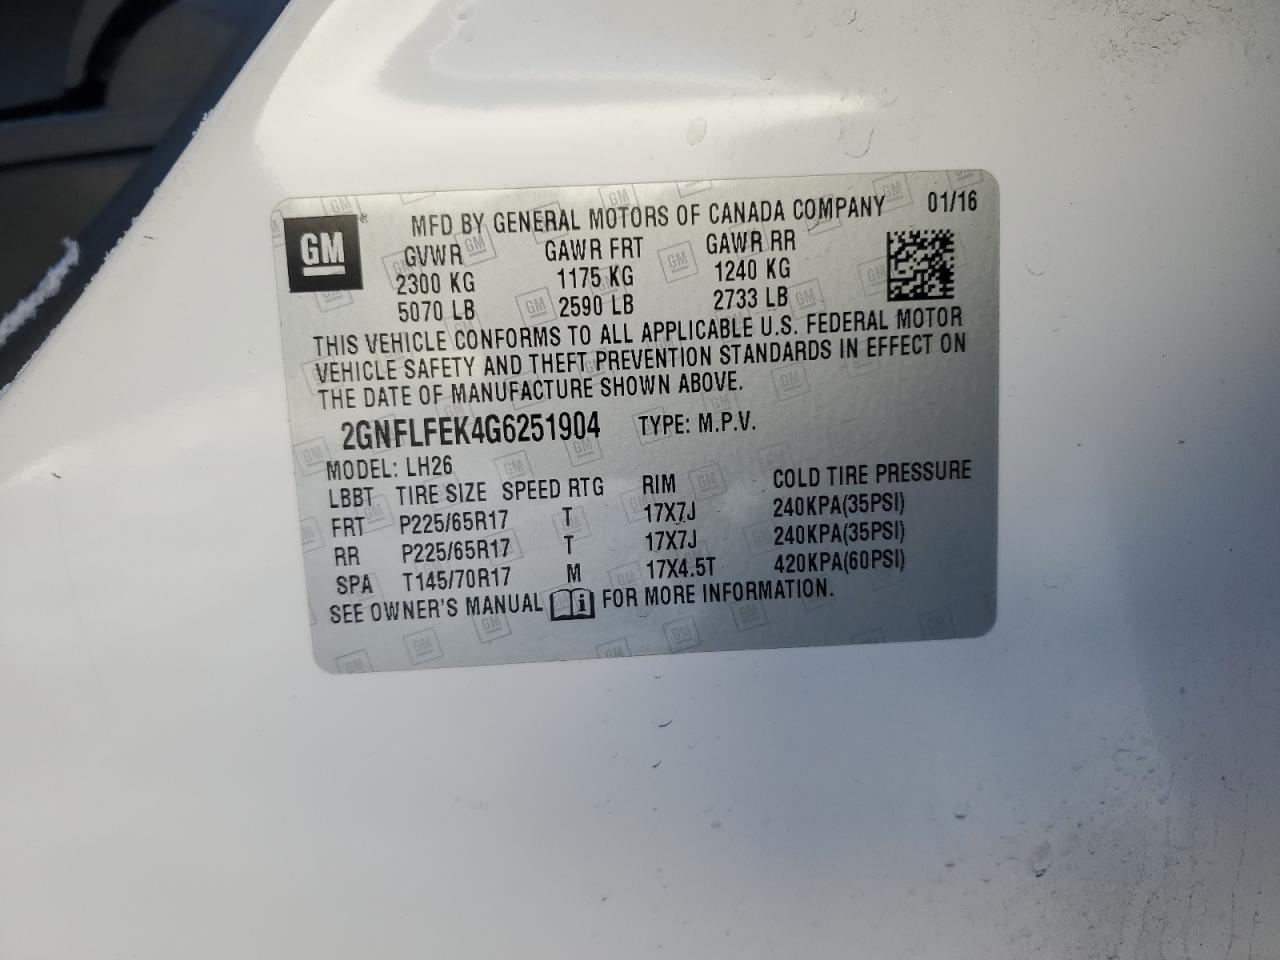 GM ® MFD BY GENERAL MOTORS OF CANADA COMPANY 01/16
GVWR GAWR FRT GAWR RR
2300 KG 1175 KG 1240 KG
5070 LB 2590 LB 2733 LB
THIS VEHICLE CONFORMS TO ALL APPLICABLE U.S. FEDERAL MOTOR
VEHICLE SAFETY AND THEFT PREVENTION STANDARDS IN EFFECT ON
THE DATE OF MANUFACTURE SHOWN ABOVE.
2GNFLFEK4G6251904 TYPE: M.P.V.
MODEL: LH26
LBBT TIRE SIZE SPEED RTG RIM COLD TIRE PRESSURE
FRT P225/65R17 T 17X7J 240KPA(35PSI)
RR P225/65R17 T 17X7J 240KPA(35PSI)
SPA T145/70R17 M 17X4.5T 420KPA(60PSI)
SEE OWNER'S MANUAL i FOR MORE INFORMATION.